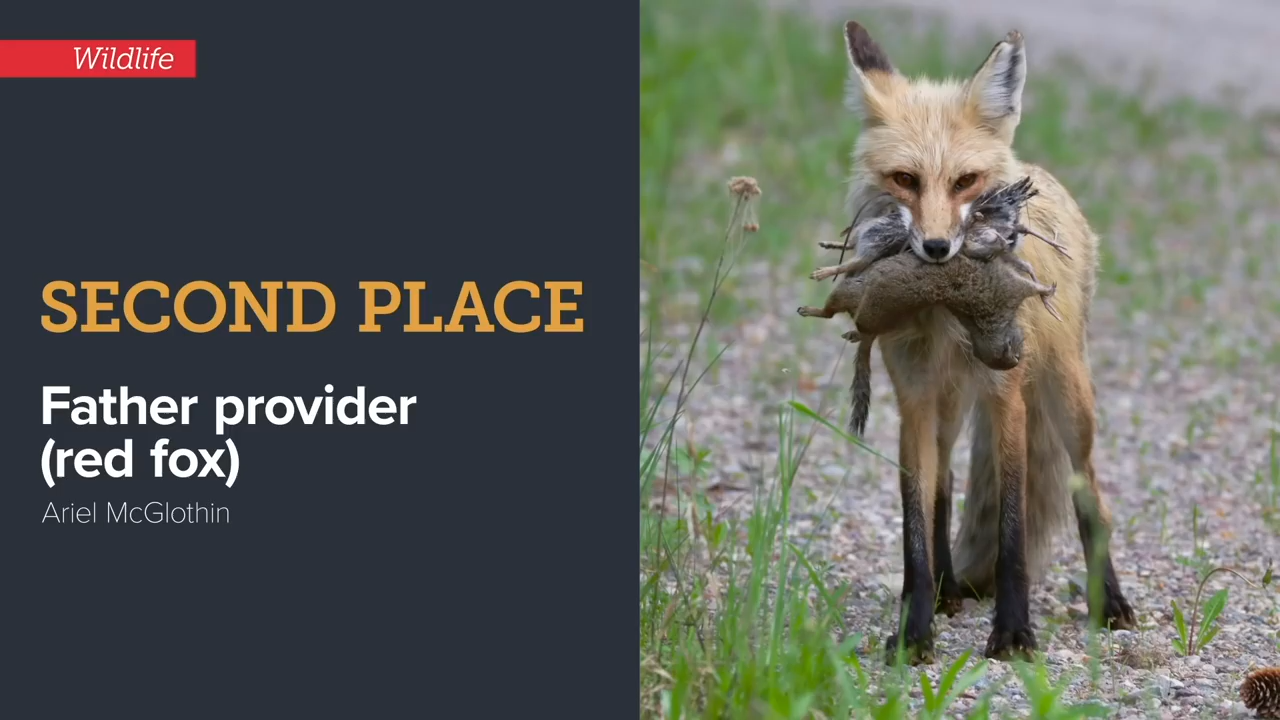 Wildlife
SECOND PLACE
Father provider
(red fox)
Ariel McGlothin